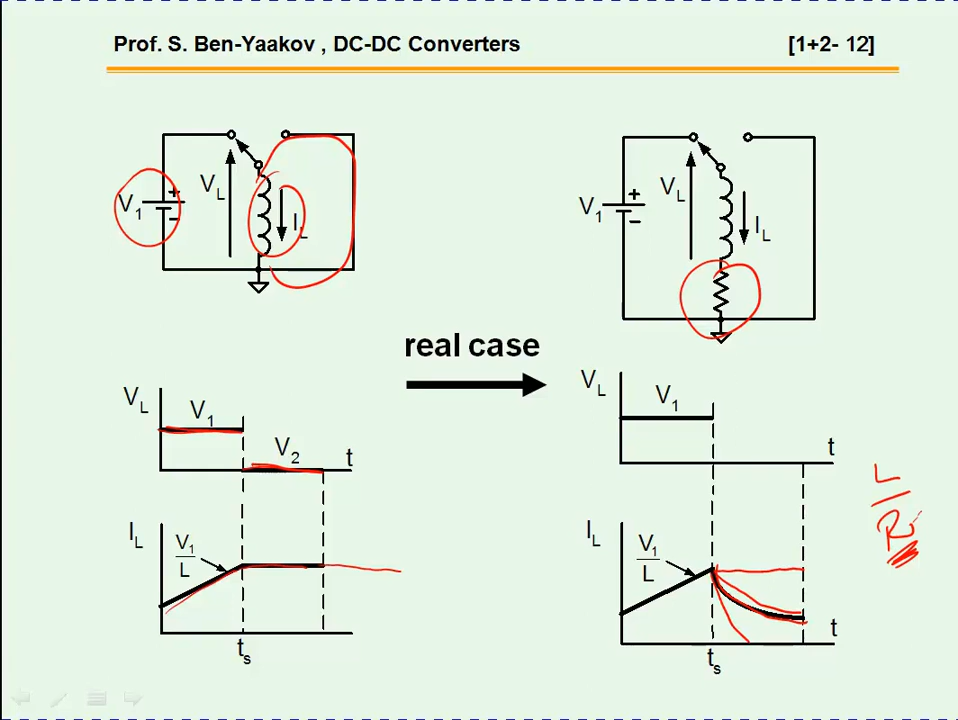 Prof. S. Ben-Yaakov , DC-DC Converters [1+2- 12]
V1 + − VL IL
V1 + − VL IL
real case
VL V1 V2 t
VL V1 t
L/R
IL V1/L ts
IL V1/L t ts